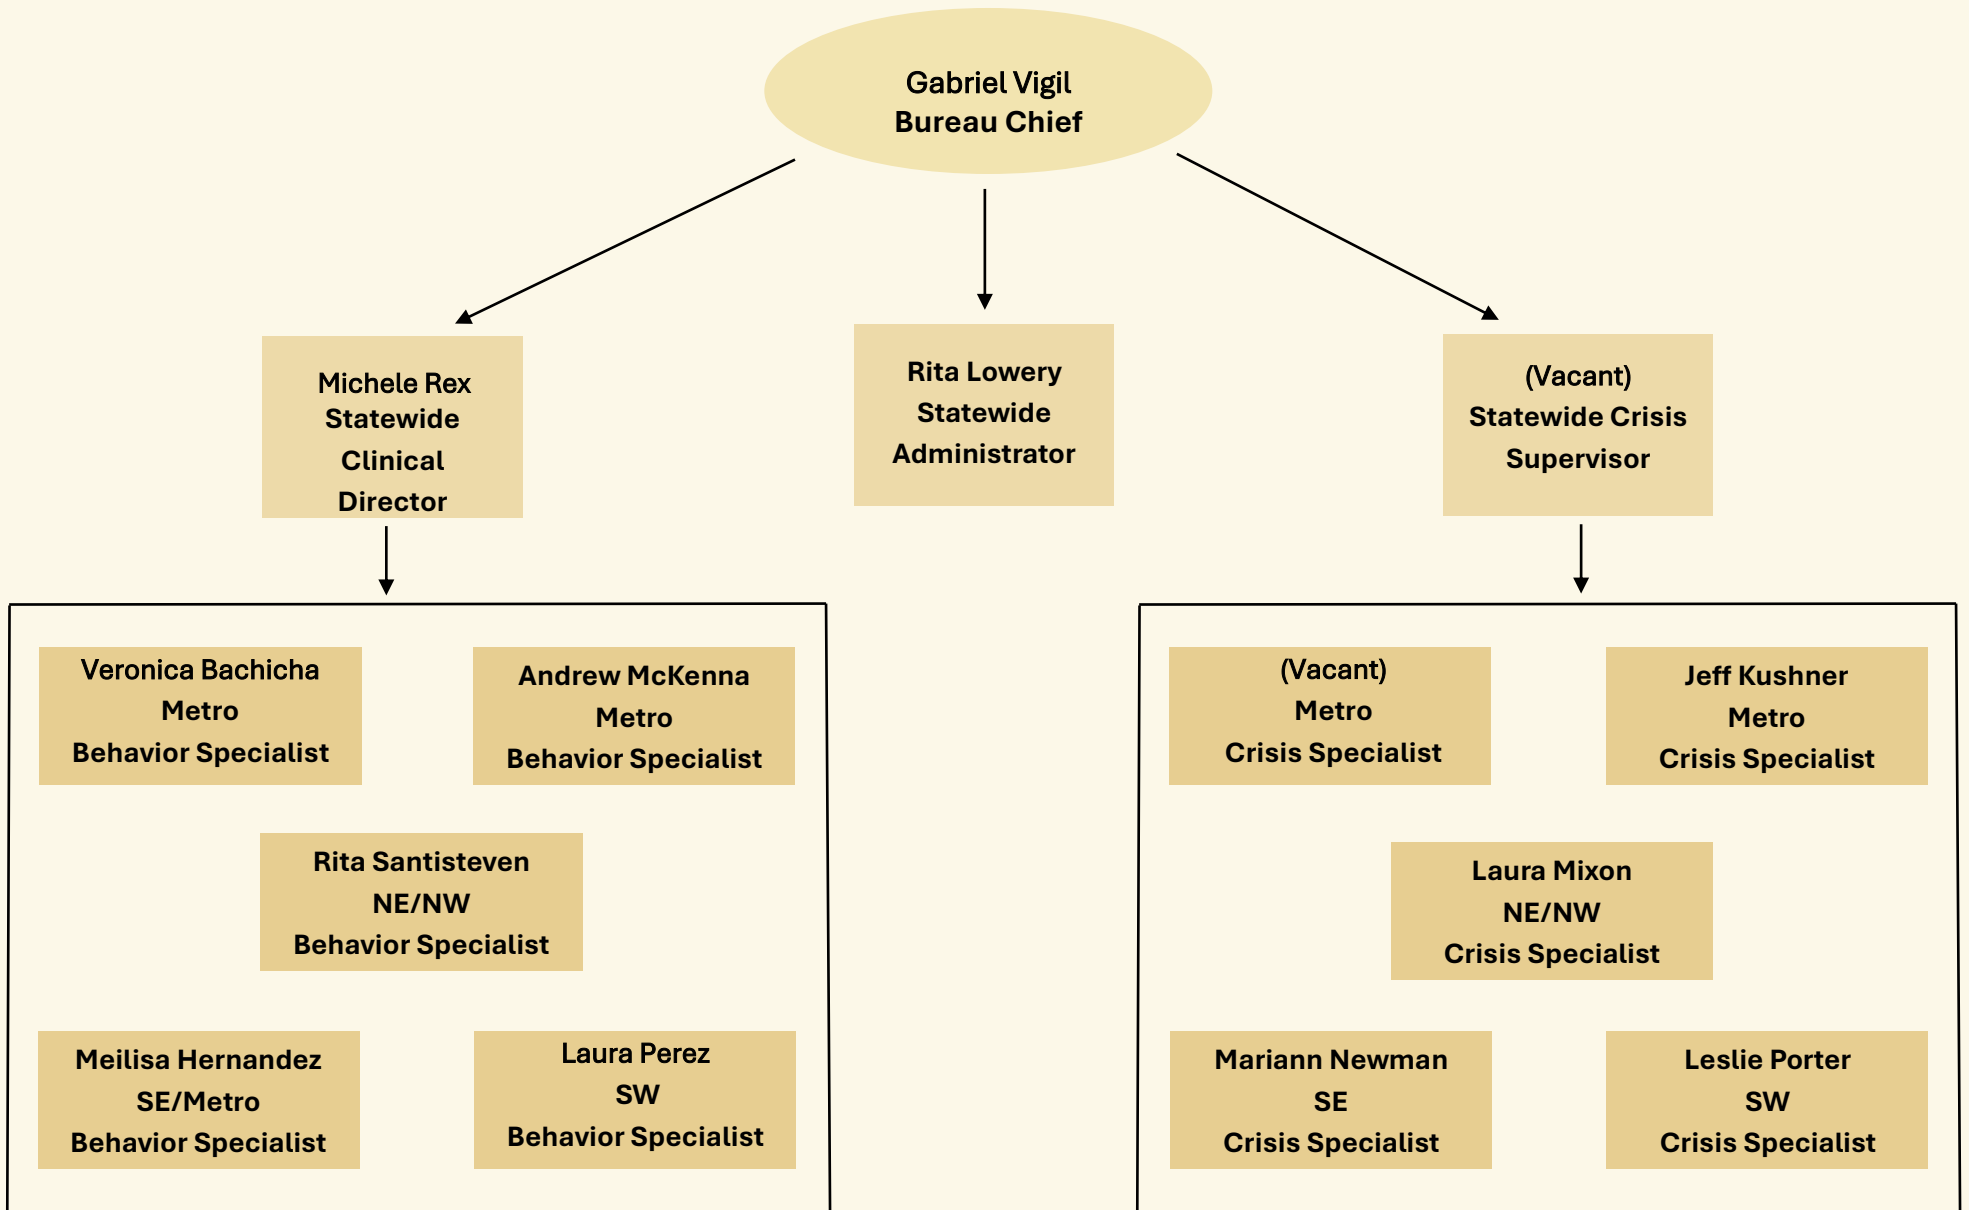 Gabriel Vigil
Bureau Chief
Michele Rex
Statewide
Clinical
Director
Rita Lowery
Statewide
Administrator
(Vacant)
Statewide Crisis
Supervisor
Veronica Bachicha
Metro
Behavior Specialist
Andrew McKenna
Metro
Behavior Specialist
Rita Santisteven
NE/NW
Behavior Specialist
Meilisa Hernandez
SE/Metro
Behavior Specialist
Laura Perez
SW
Behavior Specialist
(Vacant)
Metro
Crisis Specialist
Jeff Kushner
Metro
Crisis Specialist
Laura Mixon
NE/NW
Crisis Specialist
Mariann Newman
SE
Crisis Specialist
Leslie Porter
SW
Crisis Specialist